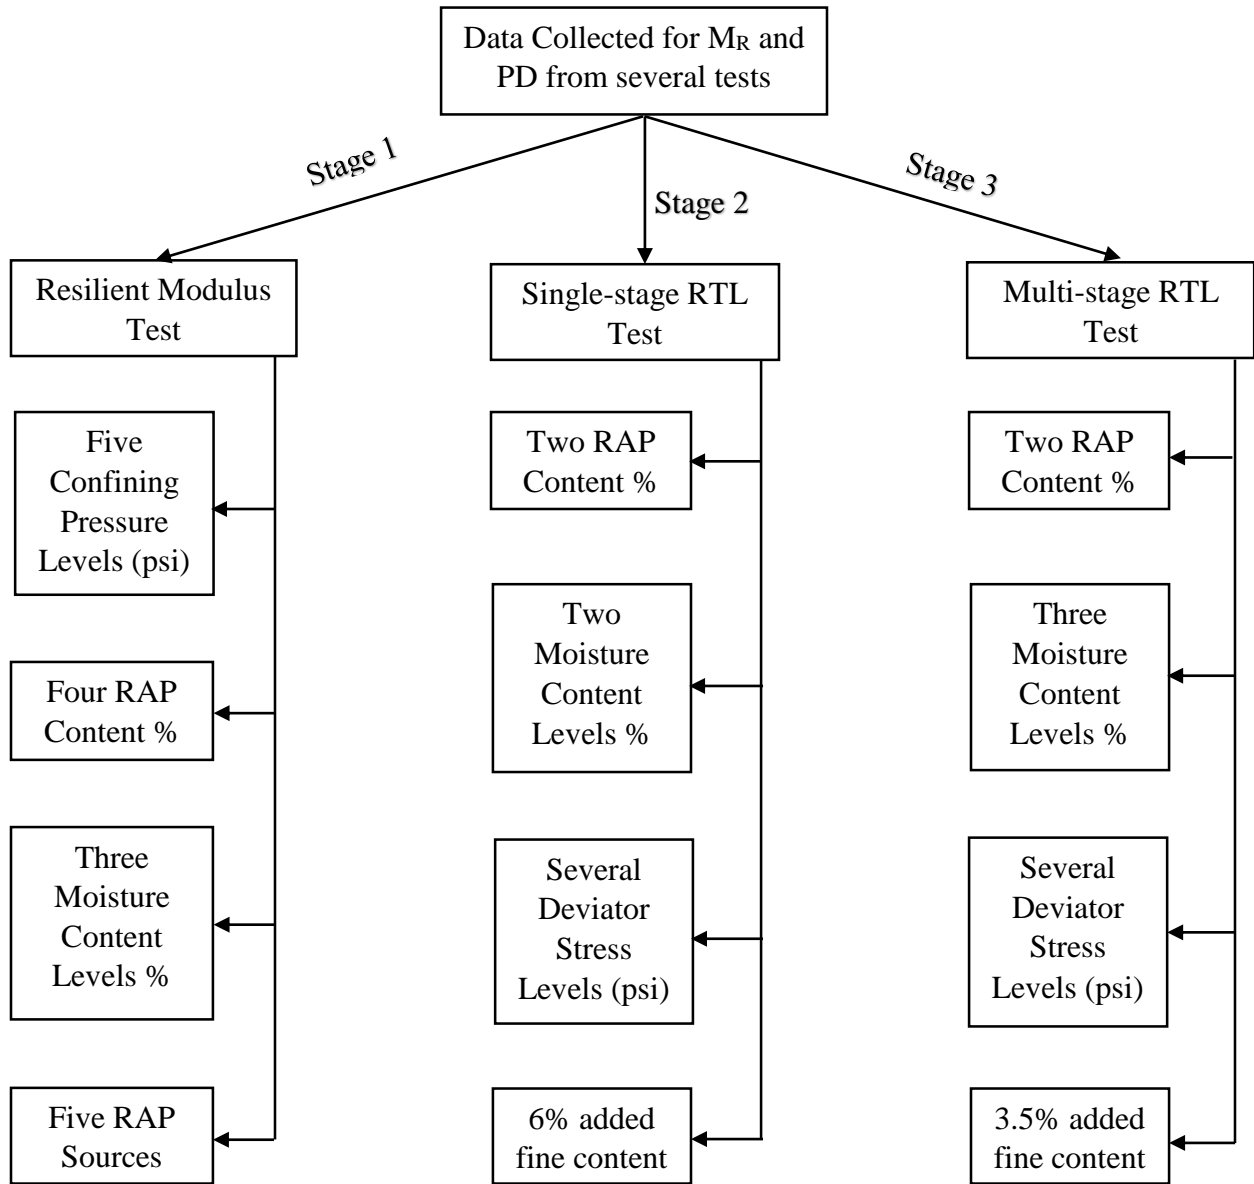 Data Collected for MR and
PD from several tests
Stage 1
Stage 2
Stage 3
Resilient Modulus
Test
Five
Confining
Pressure
Levels (psi)
Four RAP
Content %
Three
Moisture
Content
Levels %
Five RAP
Sources
Single-stage RTL
Test
Two RAP
Content %
Two
Moisture
Content
Levels %
Several
Deviator
Stress
Levels (psi)
6% added
fine content
Multi-stage RTL
Test
Two RAP
Content %
Three
Moisture
Content
Levels %
Several
Deviator
Stress
Levels (psi)
3.5% added
fine content